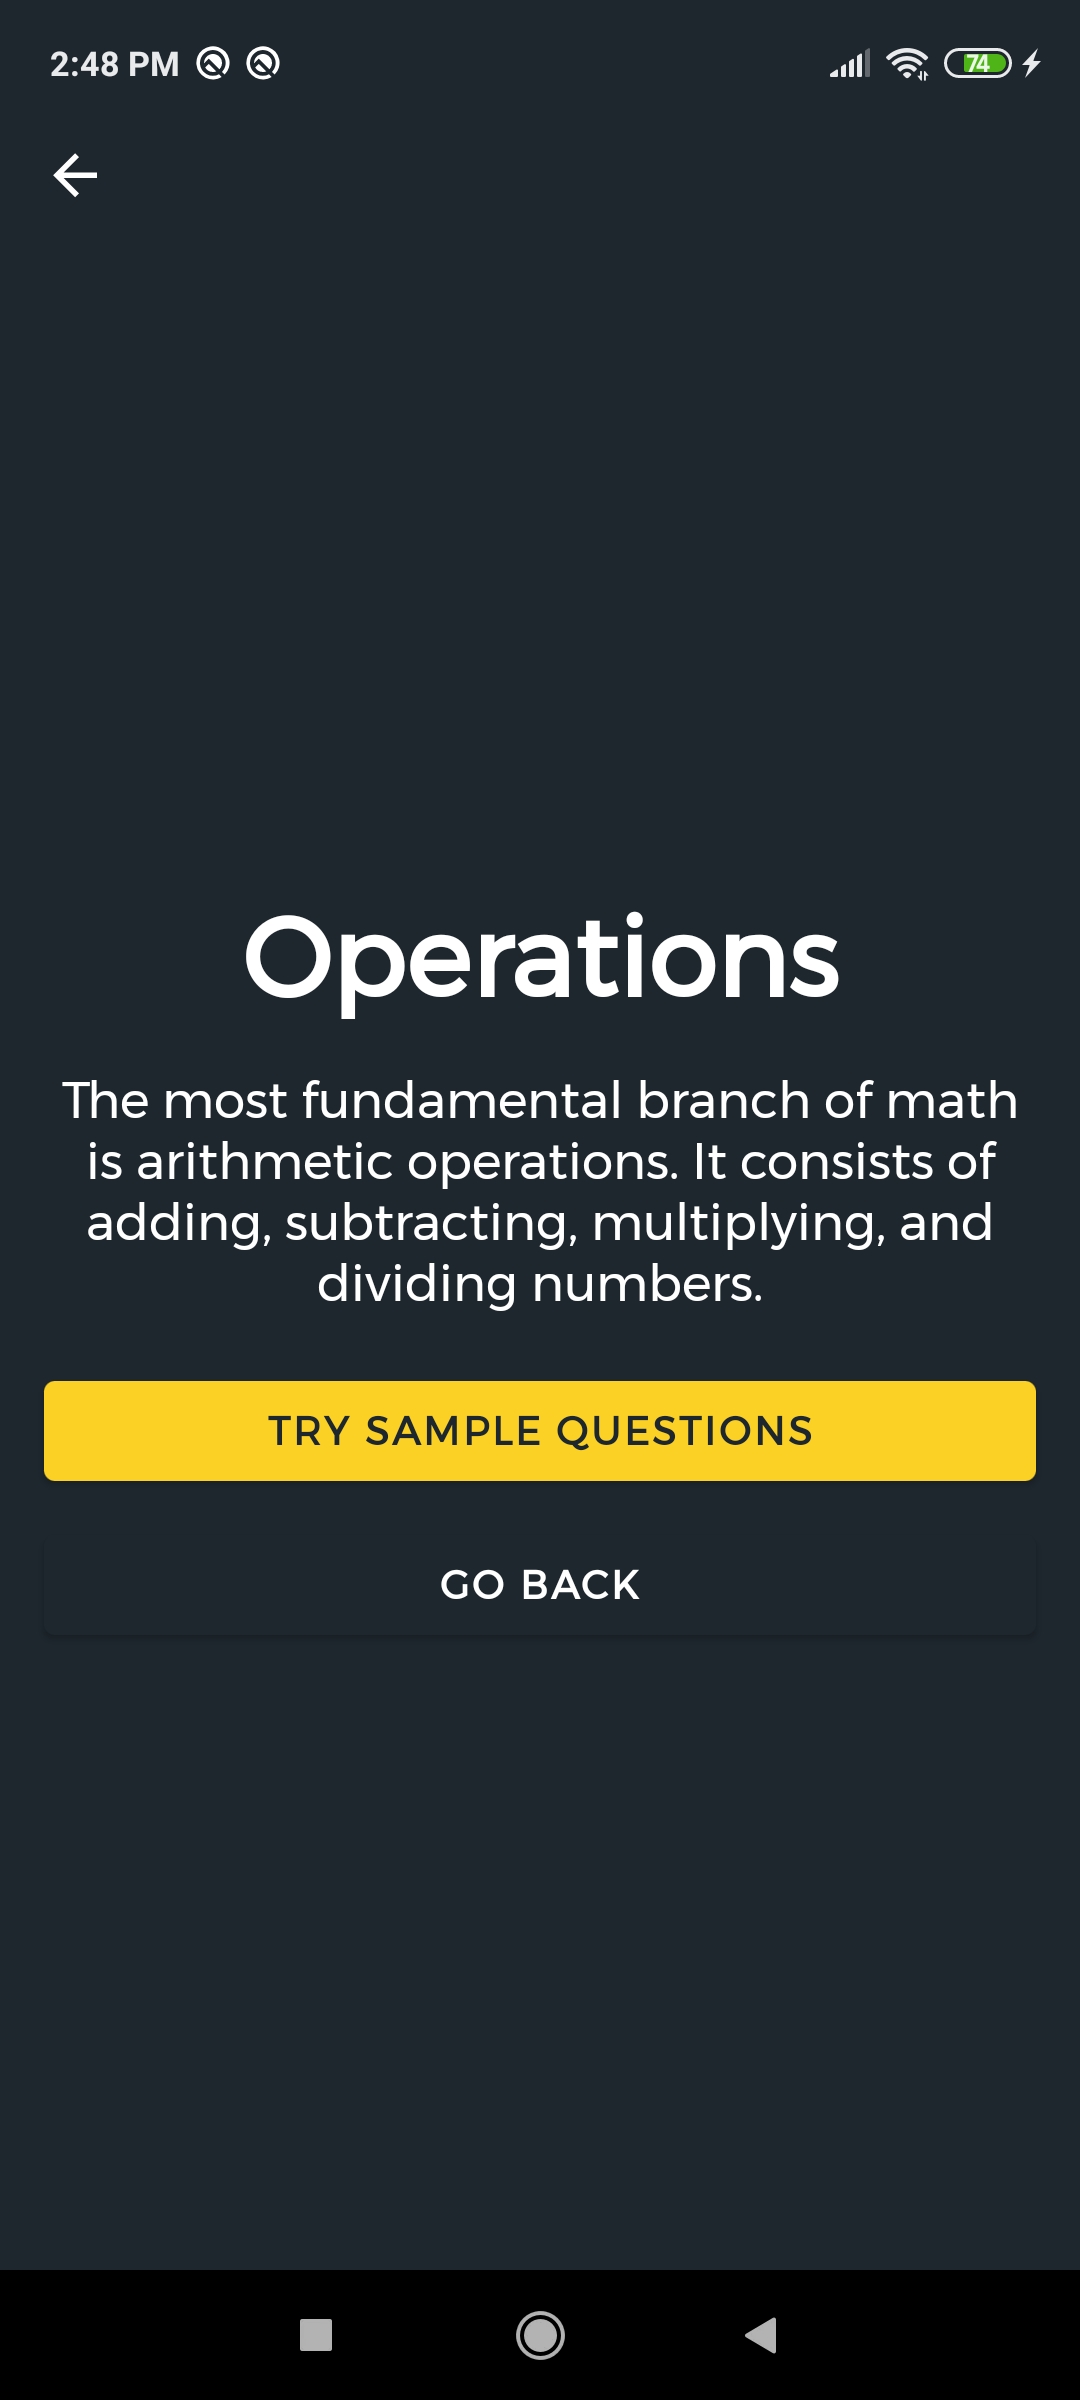 2:48 PM
74
Operations
The most fundamental branch of math
is arithmetic operations. It consists of
adding, subtracting, multiplying, and
dividing numbers.
TRY SAMPLE QUESTIONS
GO BACK